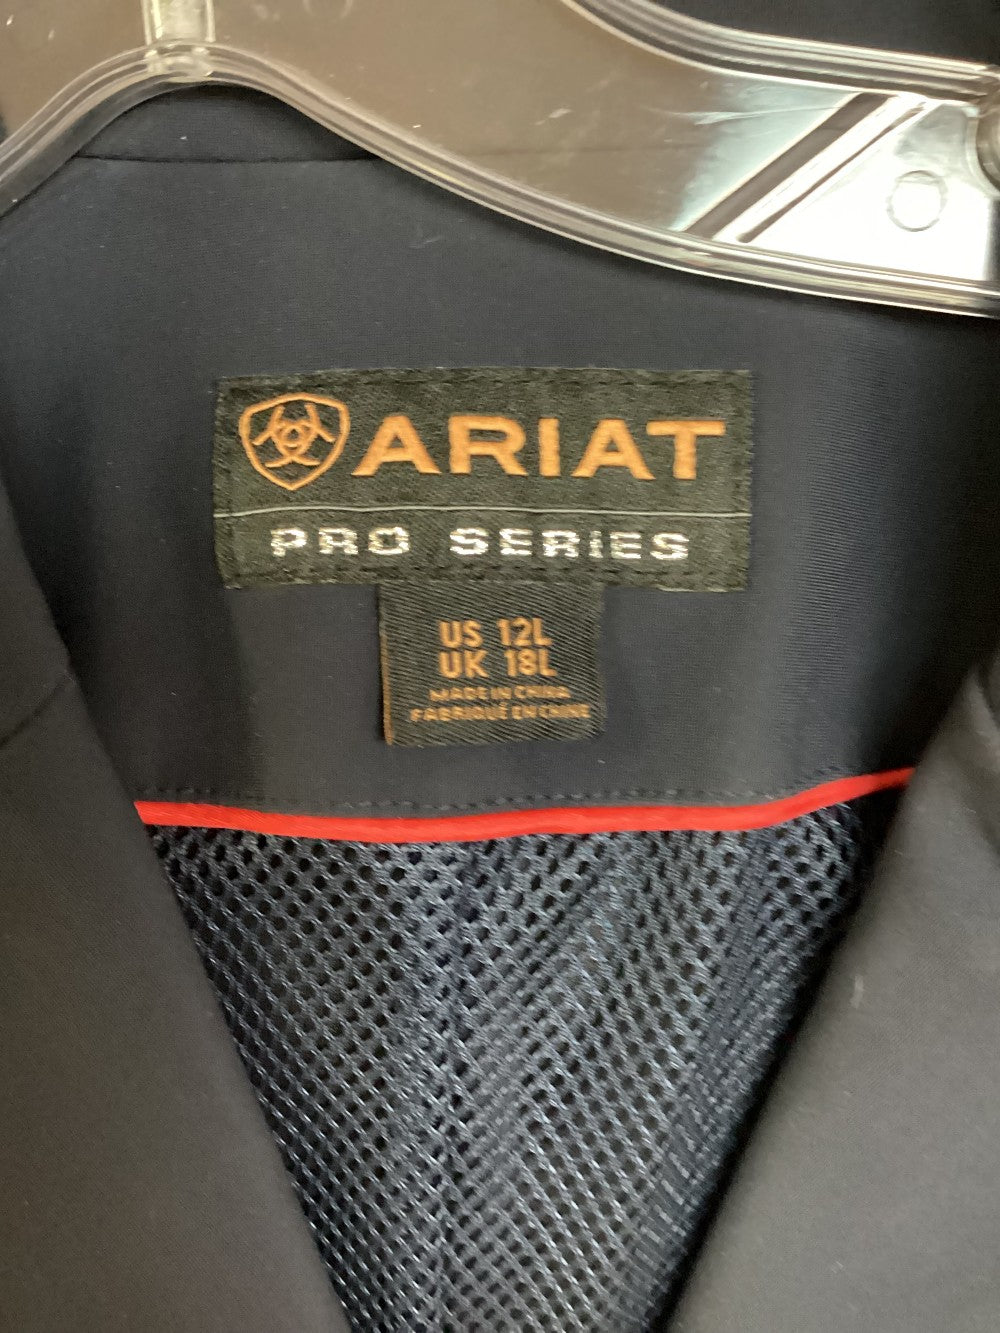 ARIAT
PRO SERIES
US 12L
UK 18L
MADE IN CHINA
FABRIQUÉ EN CHINE